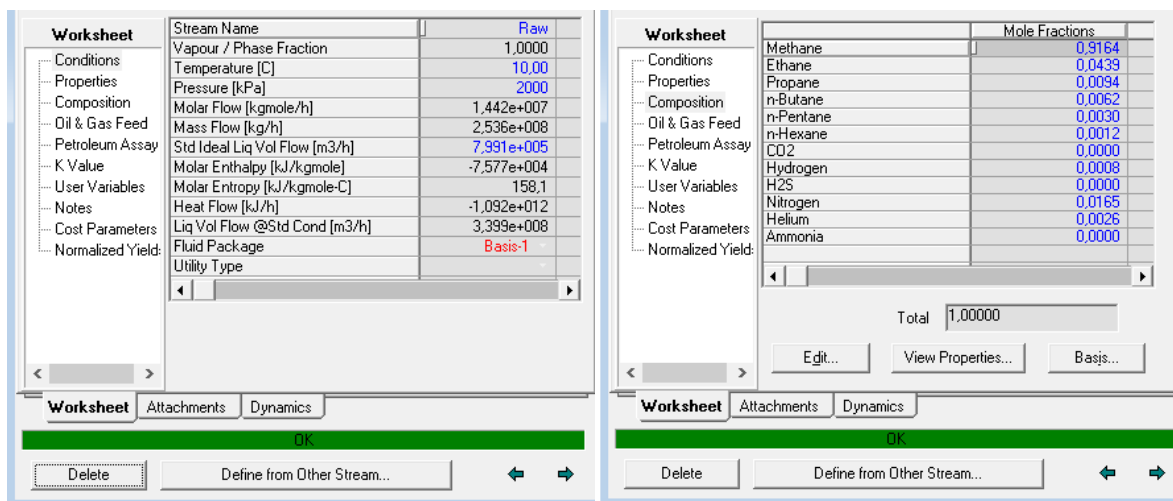 Worksheet
Conditions
Properties
Composition
Oil & Gas Feed
Petroleum Assay
K Value
User Variables
Notes
Cost Parameters
Normalized Yield:
Stream Name Raw
Vapour / Phase Fraction 1,0000
Temperature [C] 10,00
Pressure [kPa] 2000
Molar Flow [kgmole/h] 1,442e+007
Mass Flow [kg/h] 2,536e+008
Std Ideal Liq Vol Flow [m3/h] 7,991e+005
Molar Enthalpy [kJ/kgmole] -7,577e+004
Molar Entropy [kJ/kgmole-C] 158,1
Heat Flow [kJ/h] -1,092e+012
Liq Vol Flow @Std Cond [m3/h] 3,399e+008
Fluid Package Basis-1
Utility Type
Worksheet Attachments Dynamics
OK
Delete Define from Other Stream...
Worksheet
Conditions
Properties
Composition
Oil & Gas Feed
Petroleum Assay
K Value
User Variables
Notes
Cost Parameters
Normalized Yield:
Mole Fractions
Methane 0,9164
Ethane 0,0439
Propane 0,0094
n-Butane 0,0062
n-Pentane 0,0030
n-Hexane 0,0012
CO2 0,0000
Hydrogen 0,0008
H2S 0,0000
Nitrogen 0,0165
Helium 0,0026
Ammonia 0,0000
Total 1,00000
Edit... View Properties... Basis...
Worksheet Attachments Dynamics
OK
Delete Define from Other Stream...